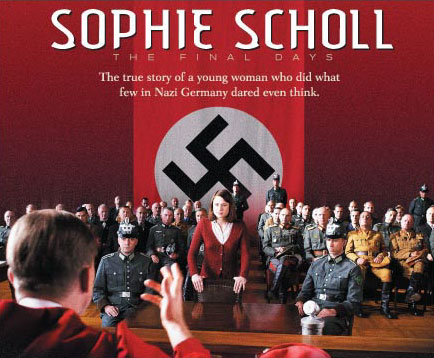 SOPHIE SCHOLL
THE FINAL DAYS
The true story of a young woman who did what
few in Nazi Germany dared even think.